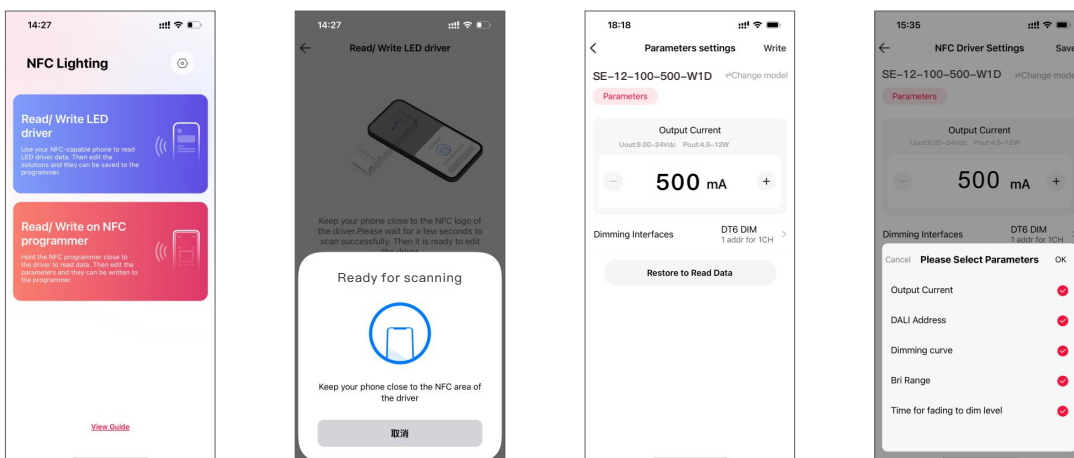 14:27
NFC Lighting
Read/ Write LED
driver
Use your NFC-capable phone to read
LED driver data. Then edit the
solutions and they can be saved to the
programmer.
Read/ Write on NFC
programmer
Hold the NFC programmer close to
the driver to read data. Then edit the
parameters and they can be written to
the programmer.
View Guide
14:27
Read/ Write LED driver
Keep your phone close to the NFC logo of
the driver.Please wait for a few seconds to
scan successfully. Then it is ready to edit
the driver
Ready for scanning
Keep your phone close to the NFC area of
the driver
取消
18:18
Parameters settings Write
SE-12-100-500-W1D ⇌Change model
Parameters
Output Current
Uout:9.00-24Vdc Pout:4.5-12W
− 500 mA +
Dimming Interfaces DT6 DIM
1 addr for 1CH
Restore to Read Data
15:35
NFC Driver Settings Save
SE-12-100-500-W1D ⇌Change mode
Parameters
Output Current
Uout:9.00-24Vdc Pout:4.5-12W
− 500 mA +
Dimming Interfaces DT6 DIM
1 addr for 1CH
Cancel Please Select Parameters OK
Output Current
DALI Address
Dimming curve
Bri Range
Time for fading to dim level